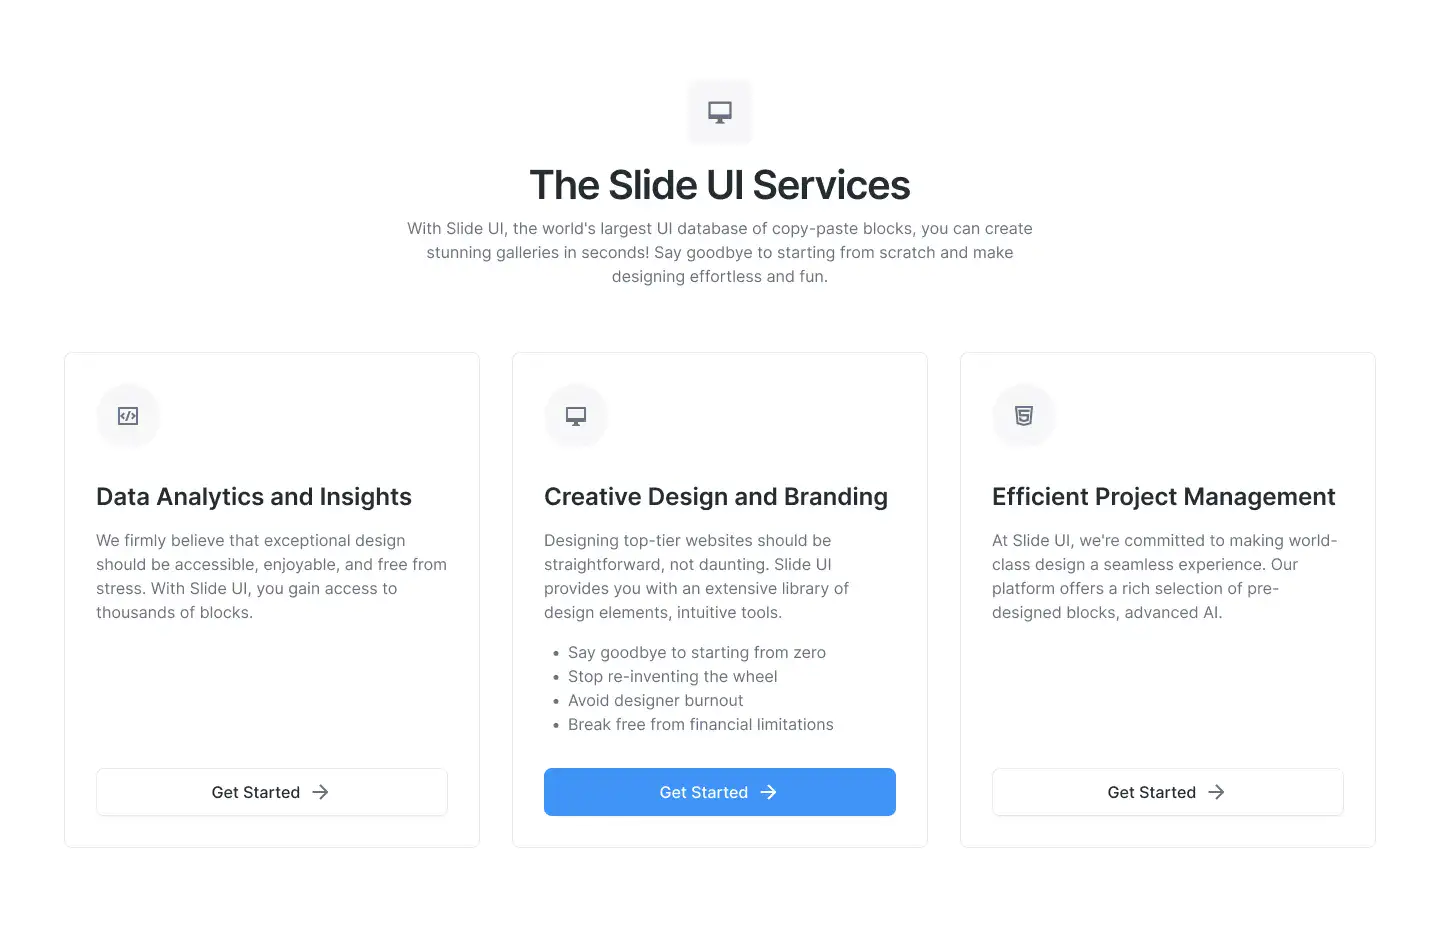 The Slide UI Services
With Slide UI, the world's largest UI database of copy-paste blocks, you can create
stunning galleries in seconds! Say goodbye to starting from scratch and make
designing effortless and fun.
Data Analytics and Insights
We firmly believe that exceptional design
should be accessible, enjoyable, and free from
stress. With Slide UI, you gain access to
thousands of blocks.
Get Started
Creative Design and Branding
Designing top-tier websites should be
straightforward, not daunting. Slide UI
provides you with an extensive library of
design elements, intuitive tools.
• Say goodbye to starting from zero
• Stop re-inventing the wheel
• Avoid designer burnout
• Break free from financial limitations
Get Started
Efficient Project Management
At Slide UI, we're committed to making world-
class design a seamless experience. Our
platform offers a rich selection of pre-
designed blocks, advanced AI.
Get Started